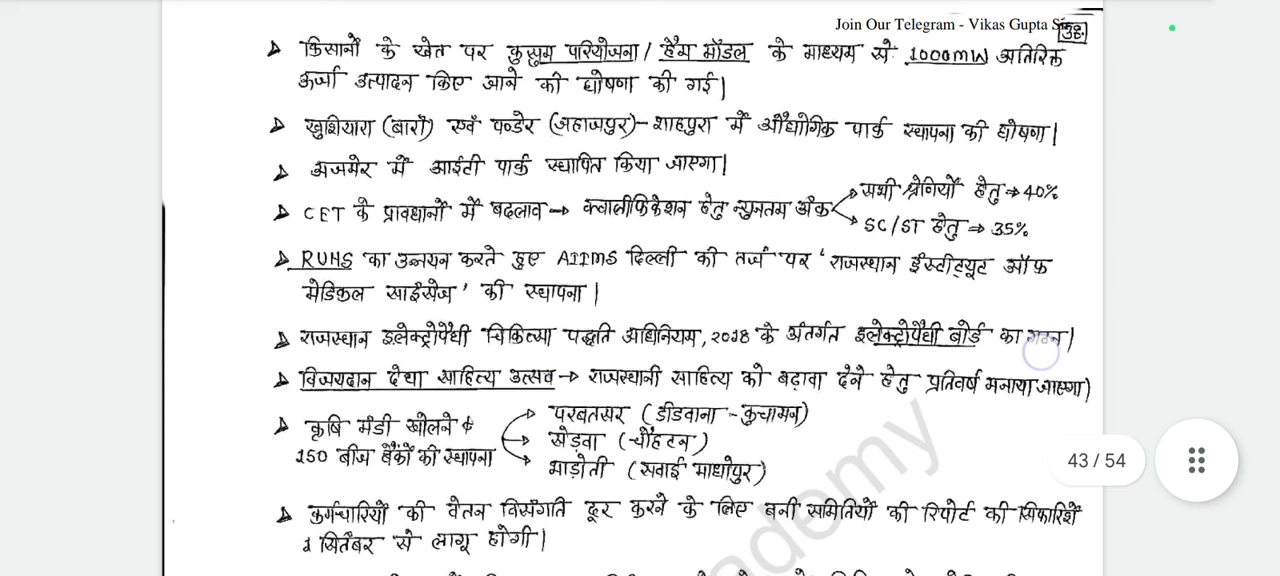 Join Our Telegram - Vikas Gupta
➤ किसानों के खेत पर कुसुम परियोजना / हैम मॉडल के माध्यम से 1000MW अतिरिक्त
ऊर्जा उत्पादन किए जाने की घोषणा की गई।
➤ खुशियारा (बारां) एवं पण्डेर (जहाजपुर)-शाहपुरा में औद्योगिक पार्क स्थापना की घोषणा।
➤ अजमेर में आईटी पार्क स्थापित किया जाएगा।
➤ CET के प्रावधानों में बदलाव → क्वालीफिकेशन हेतु न्युनतम अंक
सभी श्रेणियों हेतु ⇒ 40%
SC/ST हेतु ⇒ 35%
➤ RUHS का उन्नयन करते हुए AIIMS दिल्ली की तर्ज पर ' राजस्थान इंस्टीट्यूट ऑफ
मेडिकल साइंसेज ' की स्थापना।
➤ राजस्थान इलेक्ट्रोपैथी चिकित्सा पद्धति अधिनियम, 2018 के अंतर्गत इलेक्ट्रोपैथी बोर्ड का गठन।
➤ विजयदान देथा साहित्य उत्सव → राजस्थानी साहित्य को बढ़ावा देने हेतु प्रतिवर्ष मनाया जाएगा)
➤ कृषि मंडी खोलने &
150 बीज बैंकों की स्थापना
परबतसर (डीडवाना - कुचामन)
सेड़वा (चौहटन)
भाड़ोती (सवाई माधोपुर)
43 / 54
➤ कर्मचारियों की वेतन विसंगति दूर करने के लिए बनी समितियों की रिपोर्ट की सिफारिशें
1 सितंबर से लागू होगी।
ademy